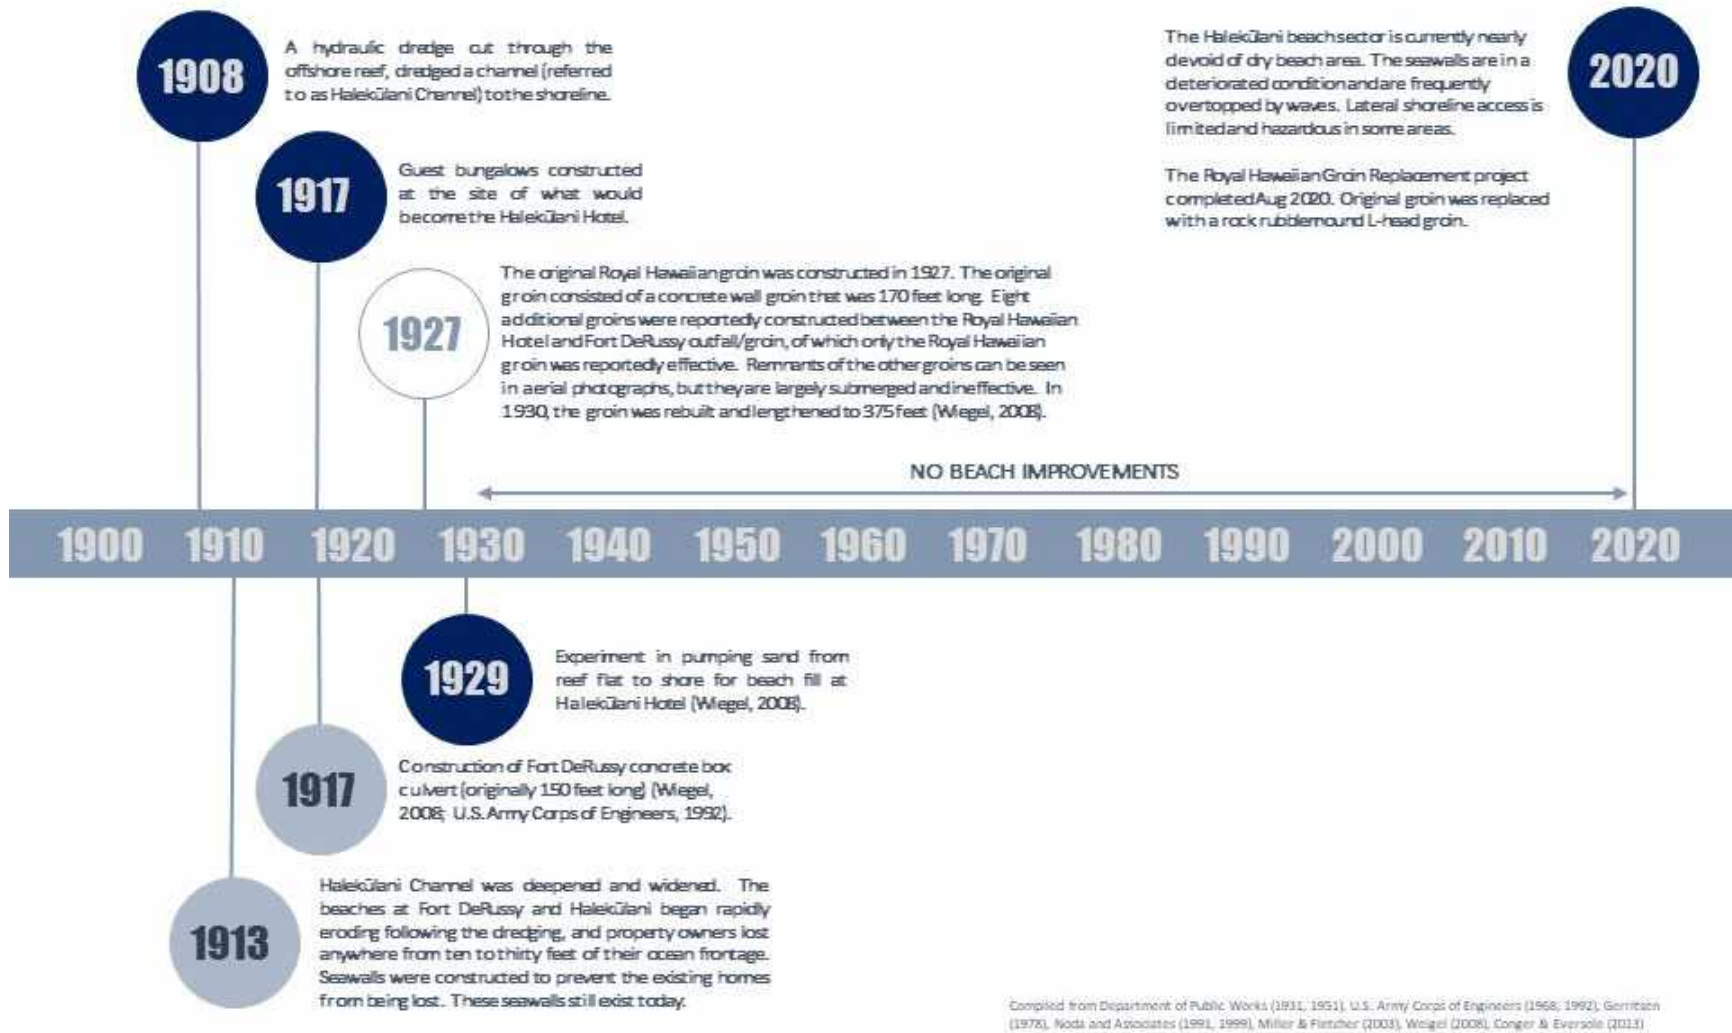 1908
A hydraulic dredge cut through the
offshore reef, dredged a channel (referred
to as Halekūlani Channel) to the shoreline.
1917
Guest bungalows constructed
at the site of what would
become the Halekūlani Hotel.
1927
The original Royal Hawaiian groin was constructed in 1927. The original
groin consisted of a concrete wall groin that was 170 feet long. Eight
additional groins were reportedly constructed between the Royal Hawaiian
Hotel and Fort DeRussy outfall/groin, of which only the Royal Hawaiian
groin was reportedly effective. Remnants of the other groins can be seen
in aerial photographs, but they are largely submerged and ineffective. In
1930, the groin was rebuilt and lengthened to 375 feet (Wiegel, 2008).
2020
The Halekūlani beach sector is currently nearly
devoid of dry beach area. The seawalls are in a
deteriorated condition and are frequently
overtopped by waves. Lateral shoreline access is
limited and hazardous in some areas.
The Royal Hawaiian Groin Replacement project
completed Aug 2020. Original groin was replaced
with a rock rubblemound L-head groin.
NO BEACH IMPROVEMENTS
1900 1910 1920 1930 1940 1950 1960 1970 1980 1990 2000 2010 2020
1929
Experiment in pumping sand from
reef flat to shore for beach fill at
Halekūlani Hotel (Wiegel, 2008).
1917
Construction of Fort DeRussy concrete box
culvert (originally 150 feet long) (Wiegel,
2008; U.S. Army Corps of Engineers, 1992).
1913
Halekūlani Channel was deepened and widened. The
beaches at Fort DeRussy and Halekūlani began rapidly
eroding following the dredging, and property owners lost
anywhere from ten to thirty feet of their ocean frontage.
Seawalls were constructed to prevent the existing homes
from being lost. These seawalls still exist today.
Compiled from Department of Public Works (1931, 1951), U.S. Army Corps of Engineers (1968, 1992), Gerritsen
(1978), Noda and Associates (1991, 1999), Miller & Fletcher (2003), Weigel (2008), Conger & Eversole (2013)